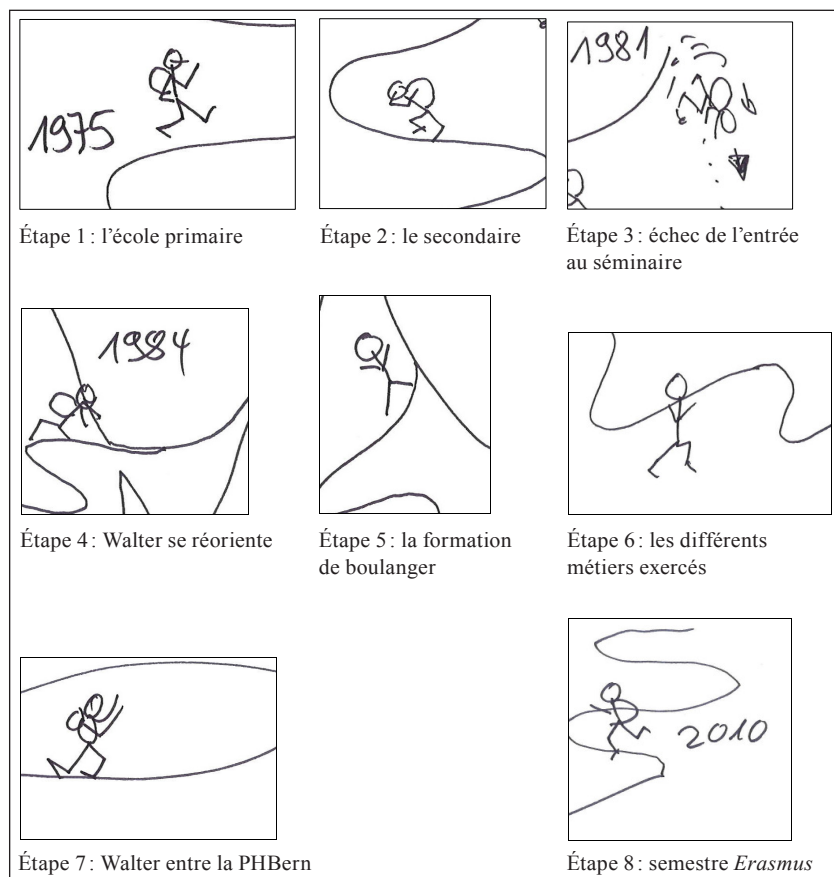 1975
1981
Étape 1 : l'école primaire
Étape 2 : le secondaire
Étape 3 : échec de l'entrée
au séminaire
1984
Étape 4 : Walter se réoriente
Étape 5 : la formation
de boulanger
Étape 6 : les différents
métiers exercés
2010
Étape 7 : Walter entre la PHBern
Étape 8 : semestre Erasmus